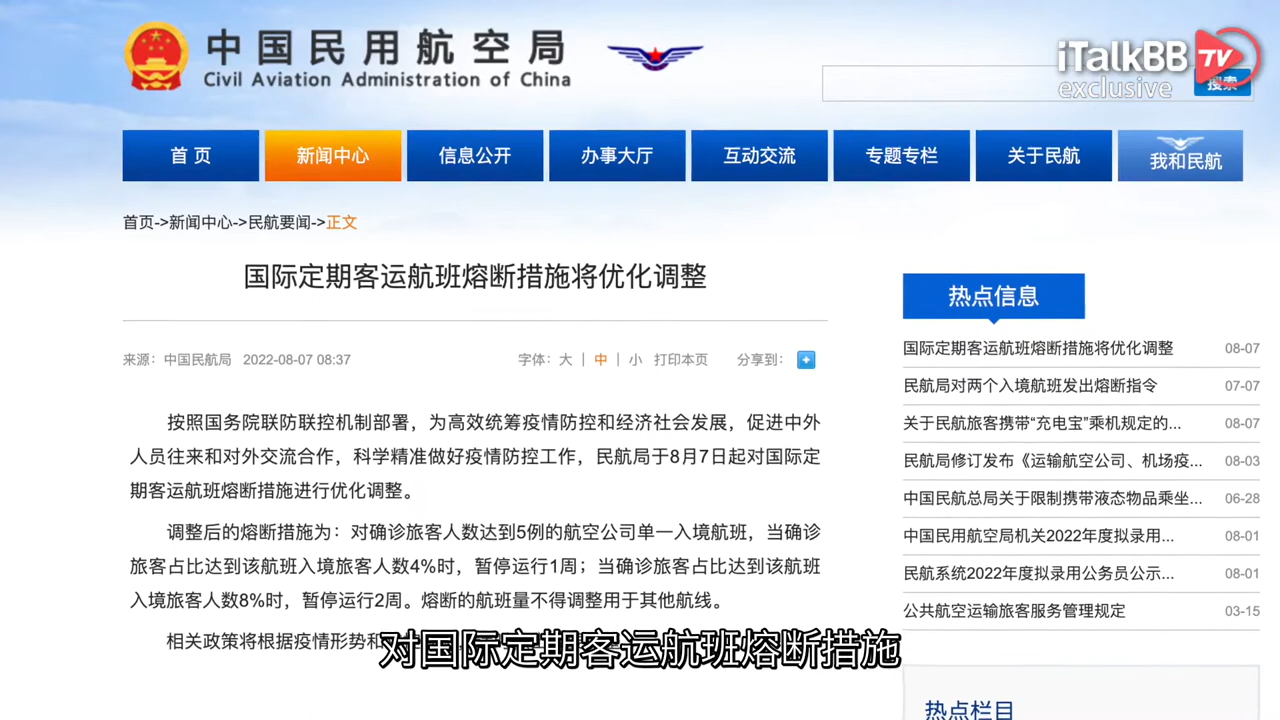 中国民用航空局
Civil Aviation Administration of China
iTalkBB TV
exclusive
搜索
首 页
新闻中心
信息公开
办事大厅
互动交流
专题专栏
关于民航
我和民航
首页->新闻中心->民航要闻->正文
国际定期客运航班熔断措施将优化调整
来源：中国民航局 2022-08-07 08:37
字体：大 | 中 | 小 打印本页 分享到：
按照国务院联防联控机制部署，为高效统筹疫情防控和经济社会发展，促进中外
人员往来和对外交流合作，科学精准做好疫情防控工作，民航局于8月7日起对国际定
期客运航班熔断措施进行优化调整。
调整后的熔断措施为：对确诊旅客人数达到5例的航空公司单一入境航班，当确诊
旅客占比达到该航班入境旅客人数4%时，暂停运行1周；当确诊旅客占比达到该航班
入境旅客人数8%时，暂停运行2周。熔断的航班量不得调整用于其他航线。
相关政策将根据疫情形势和
对国际定期客运航班熔断措施
热点信息
国际定期客运航班熔断措施将优化调整 08-07
民航局对两个入境航班发出熔断指令 07-07
关于民航旅客携带“充电宝”乘机规定的... 08-03
民航局修订发布《运输航空公司、机场疫... 08-03
中国民航总局关于限制携带液态物品乘坐... 06-28
中国民用航空局机关2022年度拟录用... 08-01
民航系统2022年度拟录用公务员公示... 08-01
公共航空运输旅客服务管理规定 03-15
热点栏目